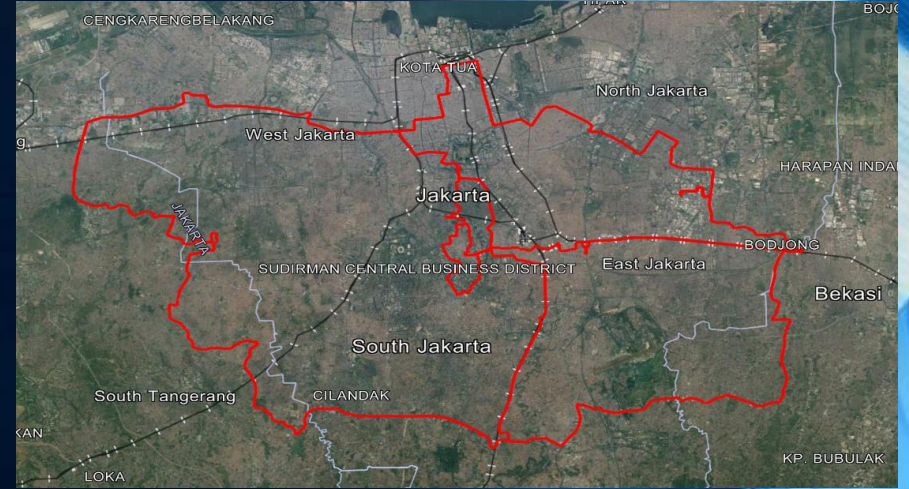 CENGKARENGBELAKANG
BOJO
KOTA TUA
North Jakarta
West Jakarta
g
HARAPAN INDA
Jakarta
JAKARTA
BODJONG
SUDIRMAN CENTRAL BUSINESS DISTRICT
East Jakarta
Bekasi
South Jakarta
South Tangerang
CILANDAK
KAN
KP. BUBULAK
LOKA